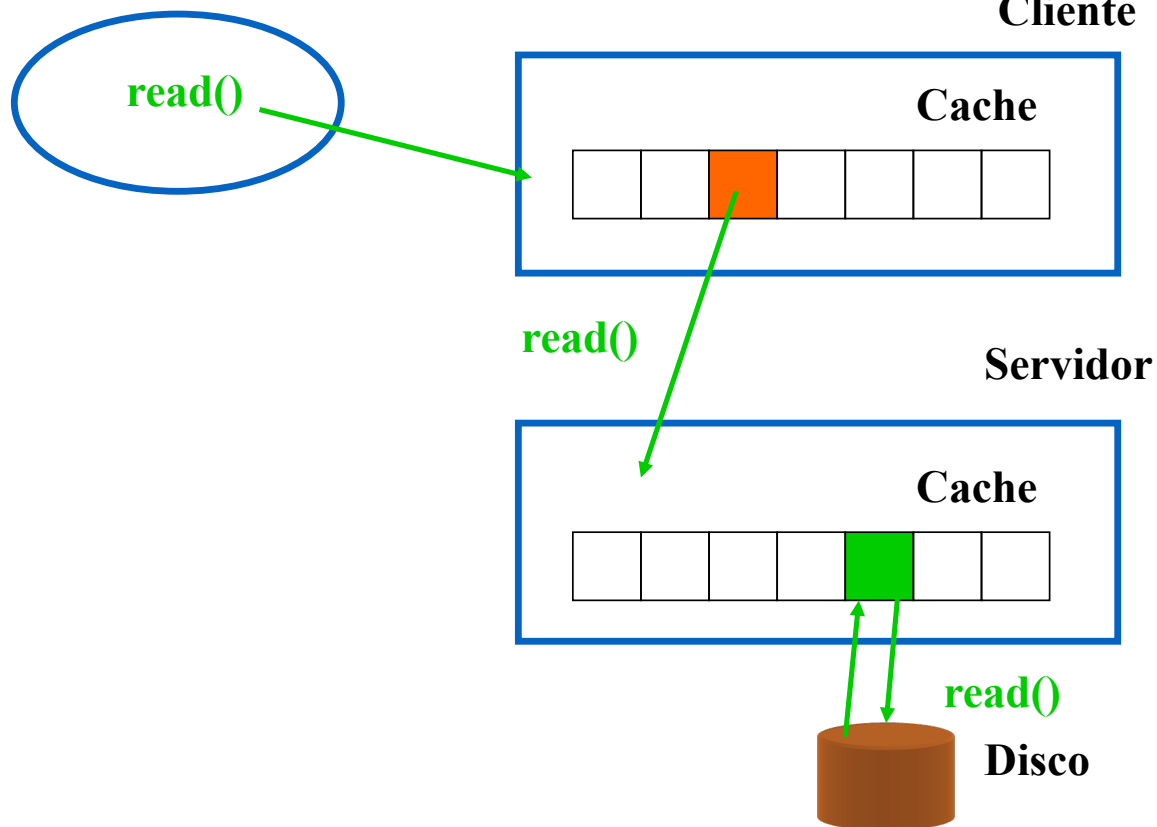 Cliente
read()
Cache
read()
Servidor
Cache
read()
Disco